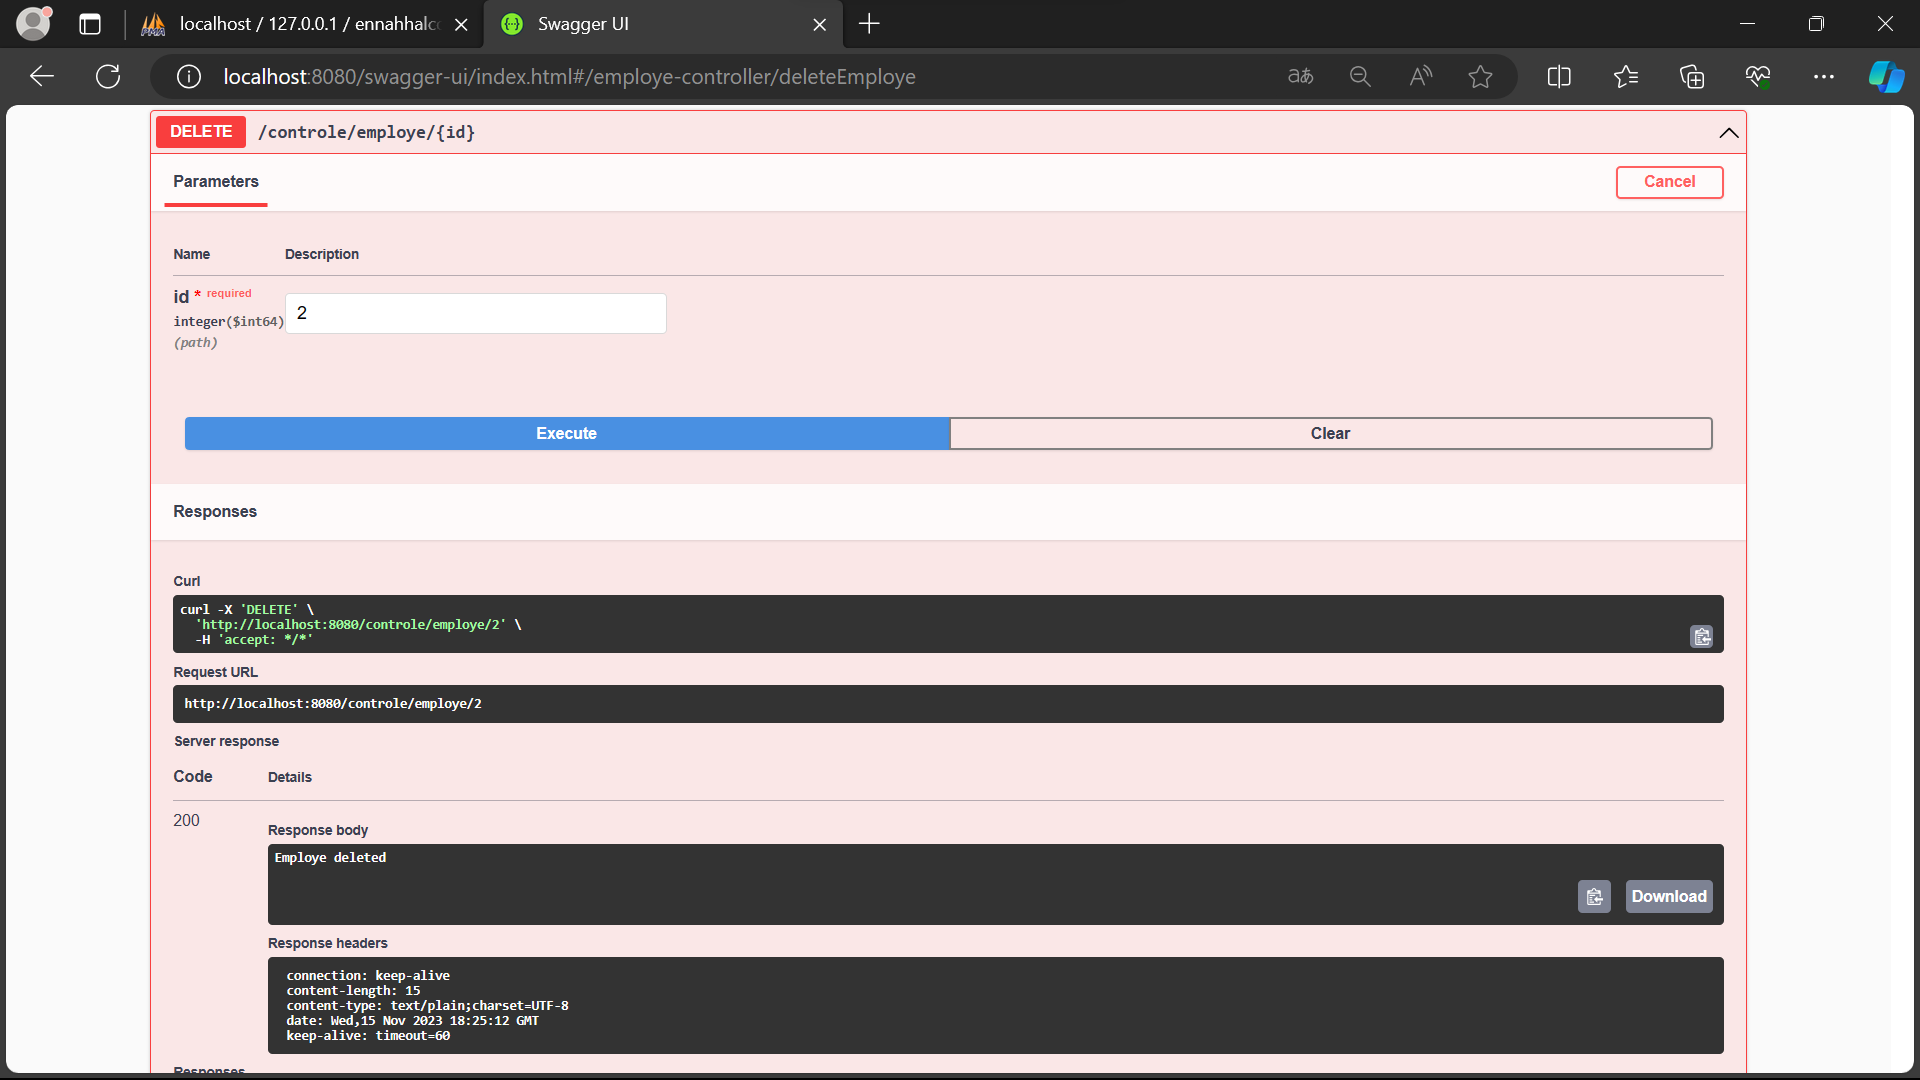 localhost / 127.0.0.1 / ennahhalco
Swagger UI
localhost:8080/swagger-ui/index.html#/employe-controller/deleteEmploye
DELETE /controle/employe/{id}
Parameters
Cancel
Name Description
id * required
integer($int64)
(path)
2
Execute
Clear
Responses
Curl
curl -X 'DELETE' \
'http://localhost:8080/controle/employe/2' \
-H 'accept: */*'
Request URL
http://localhost:8080/controle/employe/2
Server response
Code Details
200
Response body
Employe deleted
Download
Response headers
connection: keep-alive
content-length: 15
content-type: text/plain;charset=UTF-8
date: Wed,15 Nov 2023 18:25:12 GMT
keep-alive: timeout=60
Responses